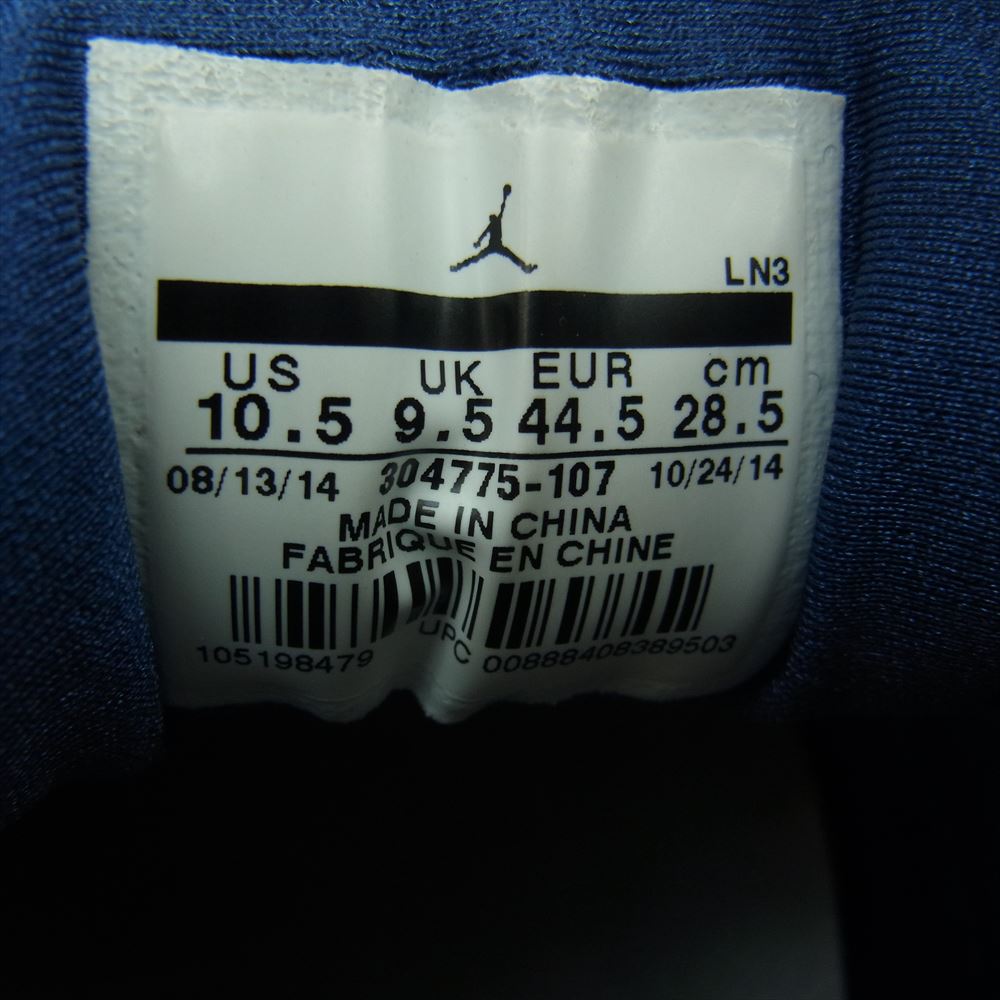 LN3
US UK EUR cm
10.5 9.5 44.5 28.5
08/13/14 304775-107 10/24/14
MADE IN CHINA
FABRIQUE EN CHINE
105198479 UPC 00888408389503